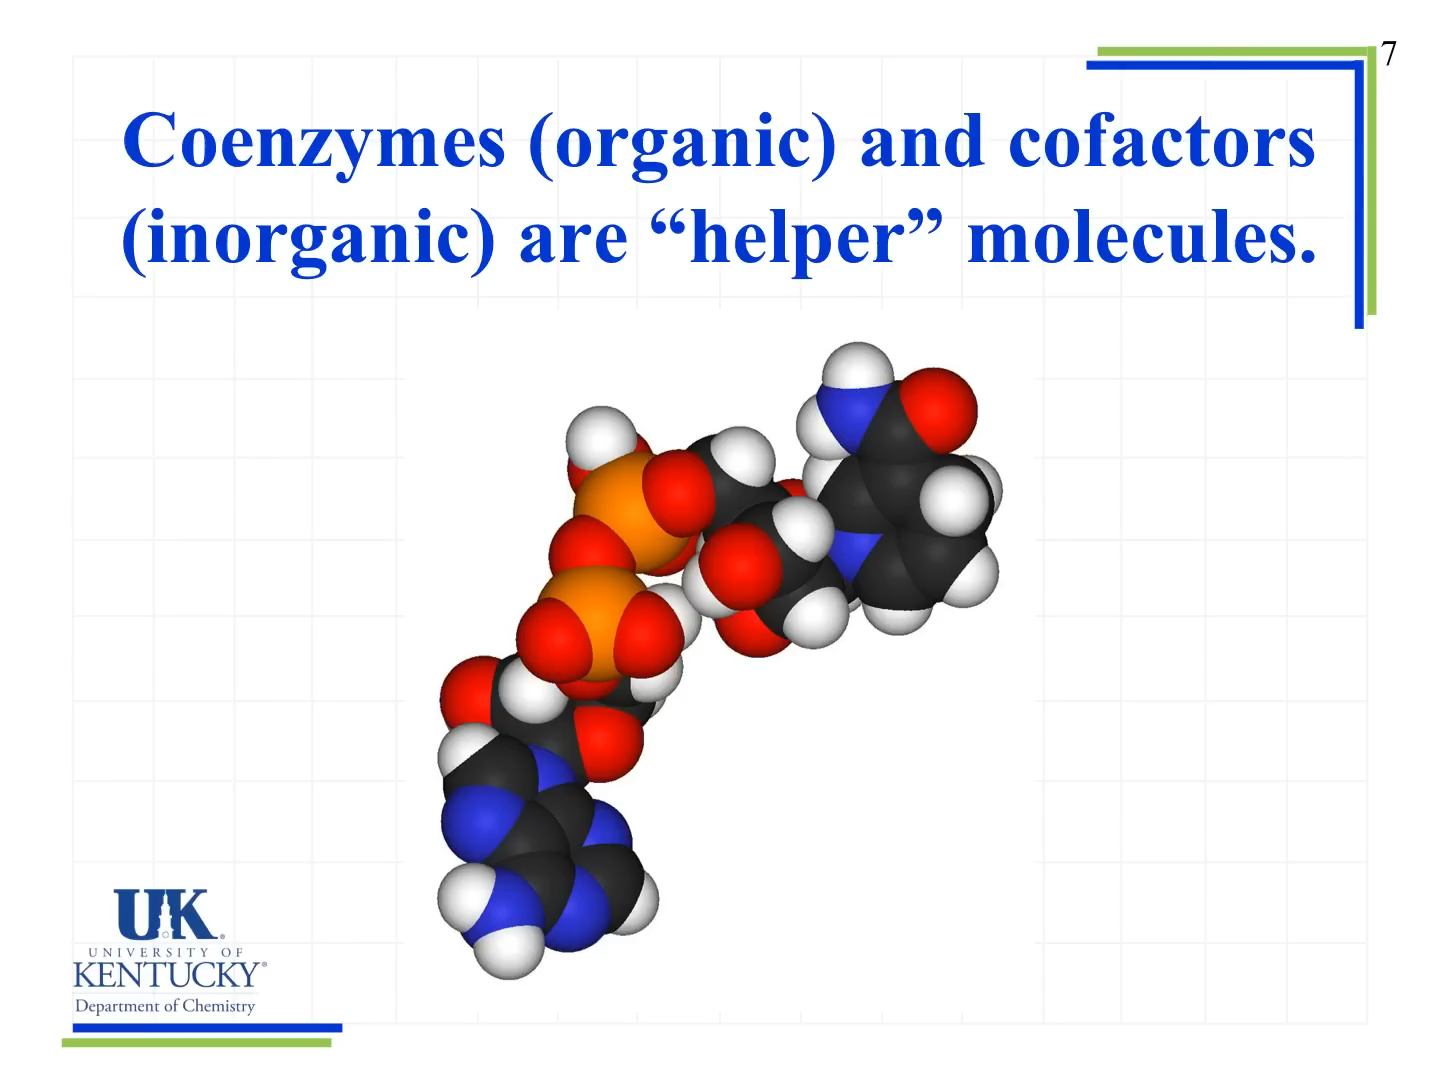 7
Coenzymes (organic) and cofactors
(inorganic) are “helper” molecules.
UK®
UNIVERSITY OF
KENTUCKY®
Department of Chemistry